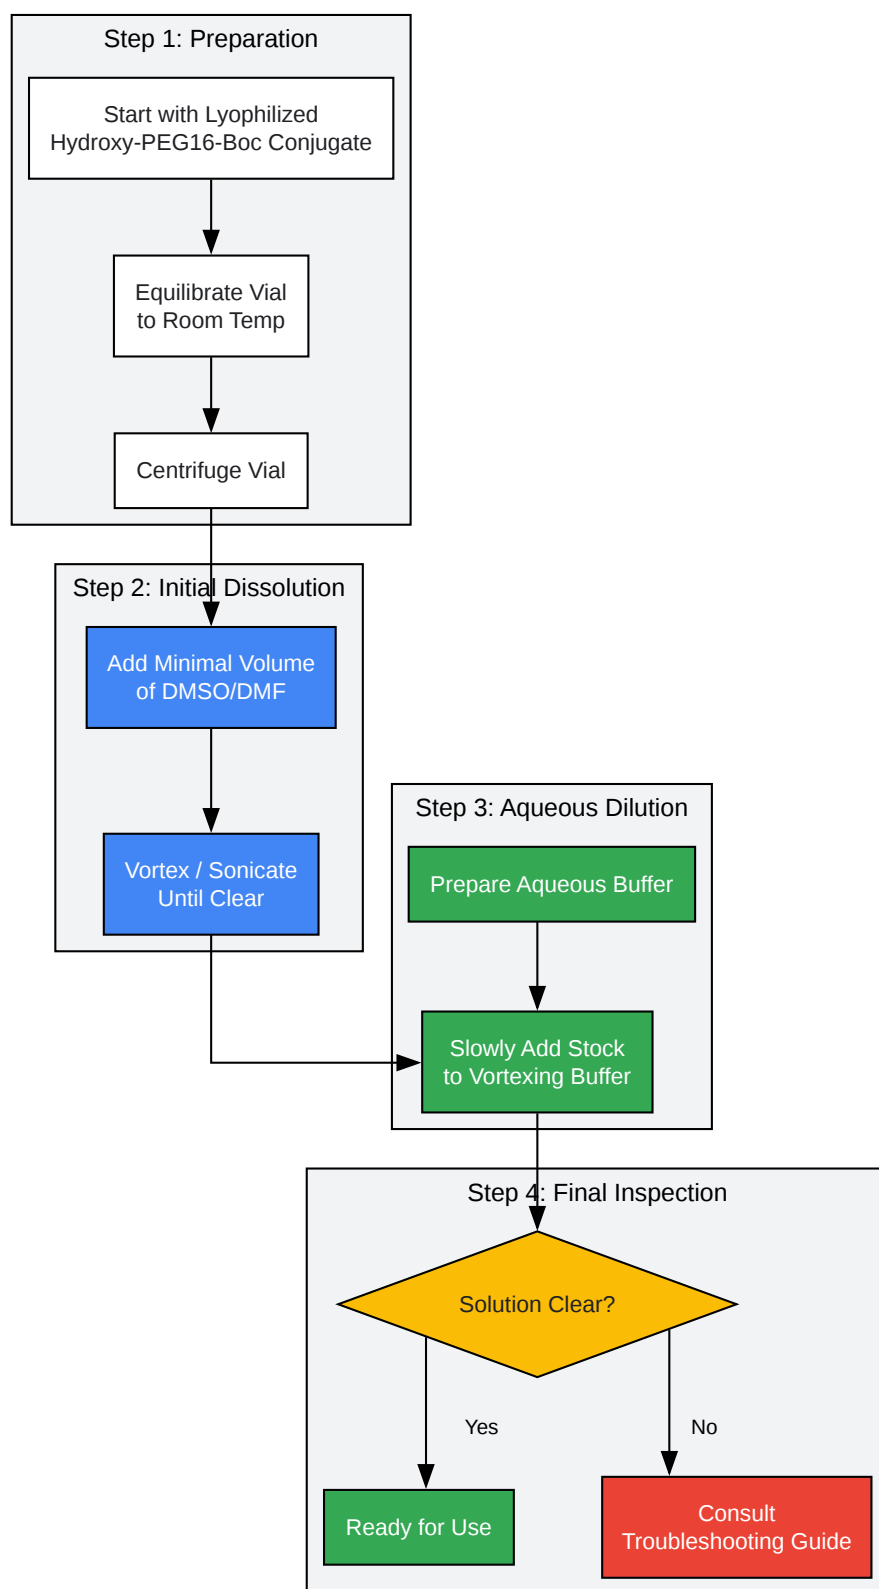 Step 1: Preparation
Start with Lyophilized
Hydroxy-PEG16-Boc Conjugate
Equilibrate Vial
to Room Temp
Centrifuge Vial
Step 2: Initial Dissolution
Add Minimal Volume
of DMSO/DMF
Vortex / Sonicate
Until Clear
Step 3: Aqueous Dilution
Prepare Aqueous Buffer
Slowly Add Stock
to Vortexing Buffer
Step 4: Final Inspection
Solution Clear?
Yes
No
Ready for Use
Consult
Troubleshooting Guide